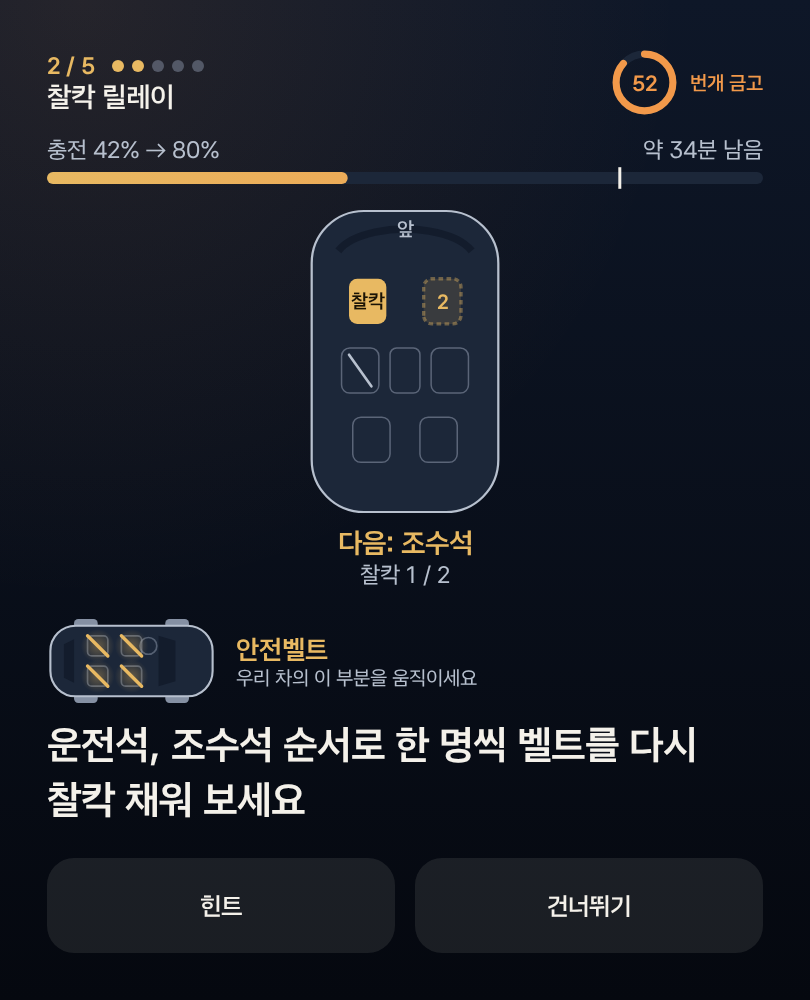 2 / 5
찰칵 릴레이
52
번개 금고
충전 42% → 80%
약 34분 남음
앞
찰칵
2
다음: 조수석
찰칵 1 / 2
안전벨트
우리 차의 이 부분을 움직이세요
운전석, 조수석 순서로 한 명씩 벨트를 다시
찰칵 채워 보세요
힌트
건너뛰기